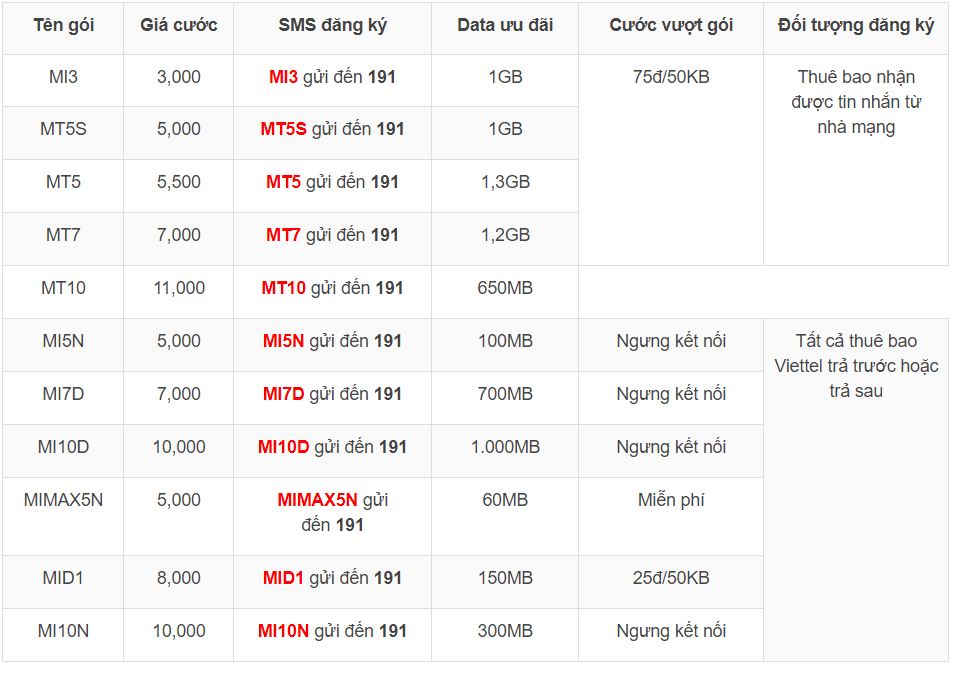 Tên gói Giá cước SMS đăng ký Data ưu đãi Cước vượt gói Đối tượng đăng ký
MI3 3,000 MI3 gửi đến 191 1GB 75đ/50KB Thuê bao nhận
được tin nhắn từ
nhà mạng
MT5S 5,000 MT5S gửi đến 191 1GB
MT5 5,500 MT5 gửi đến 191 1,3GB
MT7 7,000 MT7 gửi đến 191 1,2GB
MT10 11,000 MT10 gửi đến 191 650MB
MI5N 5,000 MI5N gửi đến 191 100MB Ngưng kết nối Tất cả thuê bao
Viettel trả trước hoặc
trả sau
MI7D 7,000 MI7D gửi đến 191 700MB Ngưng kết nối
MI10D 10,000 MI10D gửi đến 191 1.000MB Ngưng kết nối
MIMAX5N 5,000 MIMAX5N gửi 60MB Miễn phí
đến 191
MID1 8,000 MID1 gửi đến 191 150MB 25đ/50KB
MI10N 10,000 MI10N gửi đến 191 300MB Ngưng kết nối